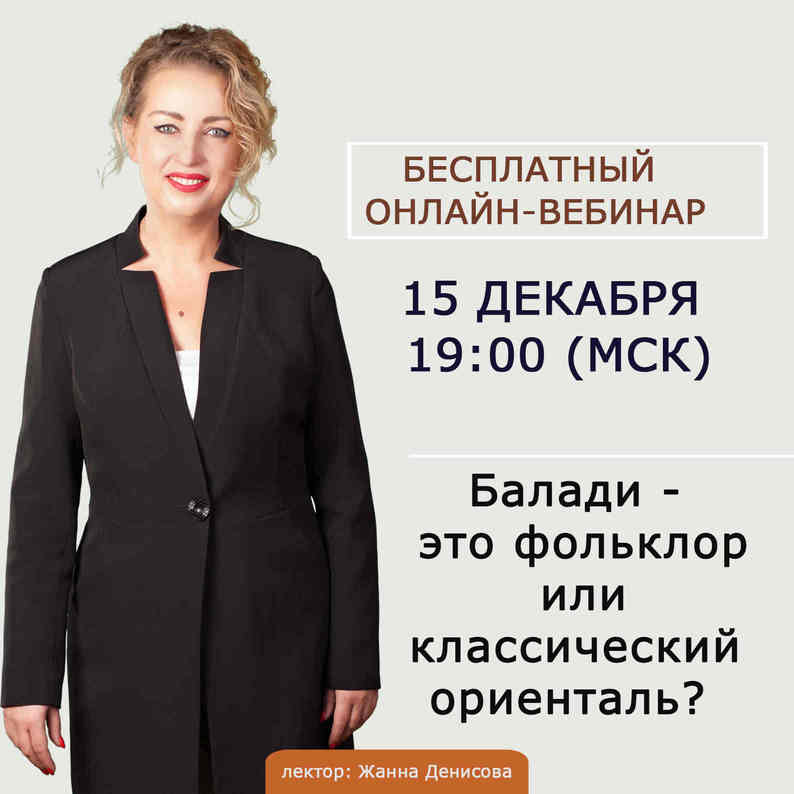 БЕСПЛАТНЫЙ
ОНЛАЙН-ВЕБИНАР
15 ДЕКАБРЯ
19:00 (МСК)
Балади -
это фольклор
или
классический
ориенталь?
лектор: Жанна Денисова